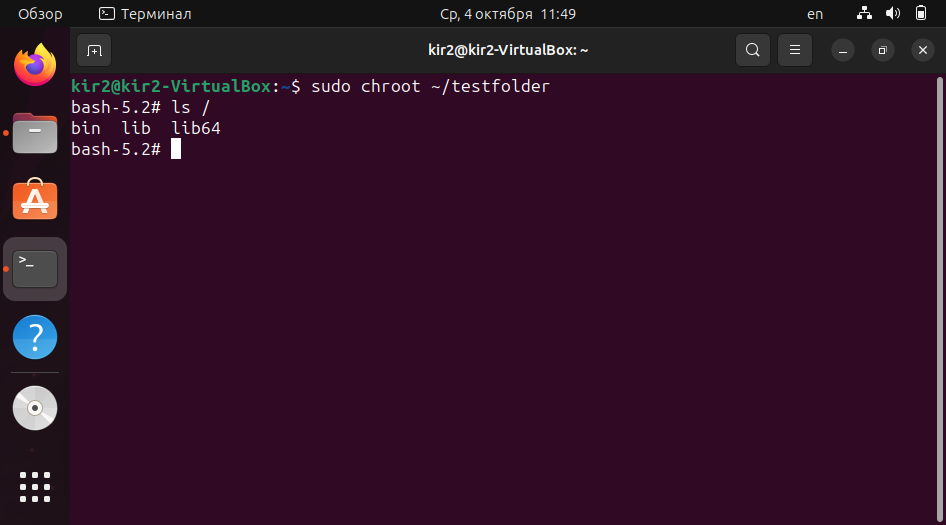 Обзор Терминал Ср, 4 октября 11:49 en
kir2@kir2-VirtualBox: ~
kir2@kir2-VirtualBox:~$ sudo chroot ~/testfolder
bash-5.2# ls /
bin lib lib64
bash-5.2#